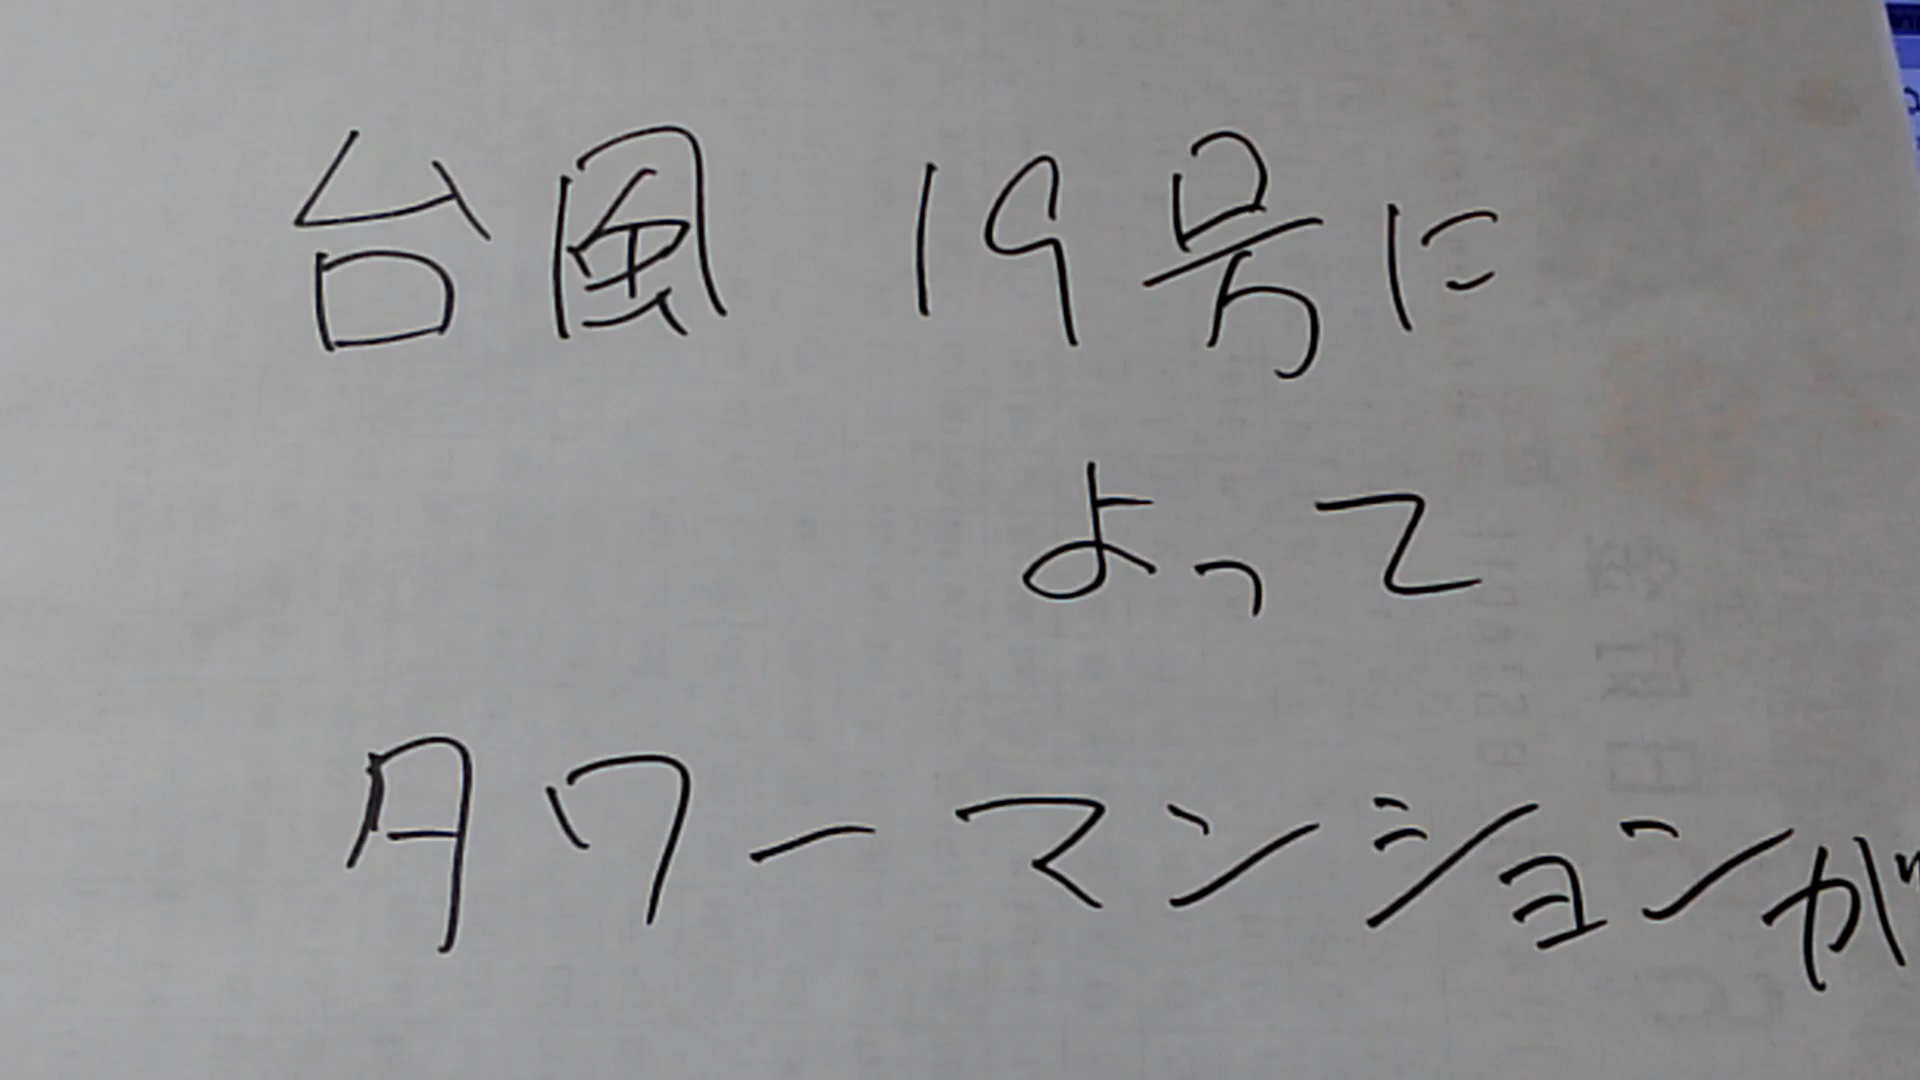 台風 19号に
よって
タワーマンションが